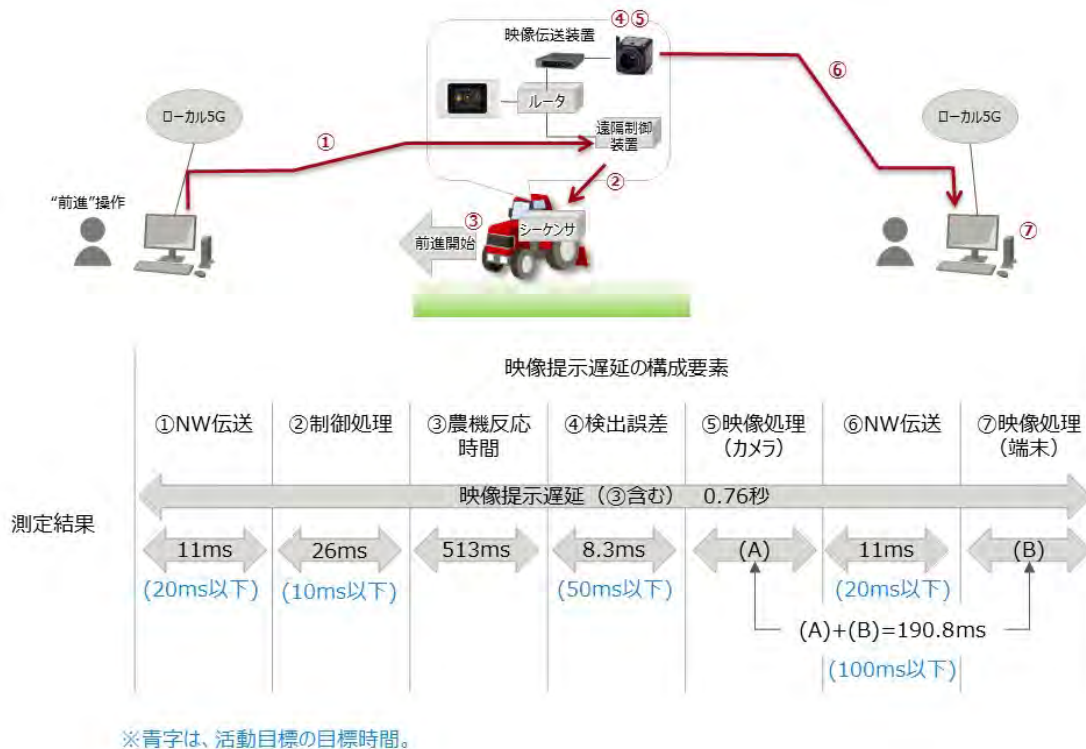 ④⑤
映像伝送装置
⑥
ルータ
ローカル5G
ローカル5G
①
遠隔制御
装置
②
“前進”操作
③
シーケンサ
前進開始
⑦
映像提示遅延の構成要素
①NW伝送
②制御処理
③農機反応
時間
④検出誤差
⑤映像処理
(カメラ)
⑥NW伝送
⑦映像処理
(端末)
映像提示遅延(③含む) 0.76秒
測定結果
11ms
26ms
513ms
8.3ms
(A)
11ms
(B)
(20ms以下)
(10ms以下)
(50ms以下)
(20ms以下)
(A)+(B)=190.8ms
(100ms以下)
※青字は、活動目標の目標時間。